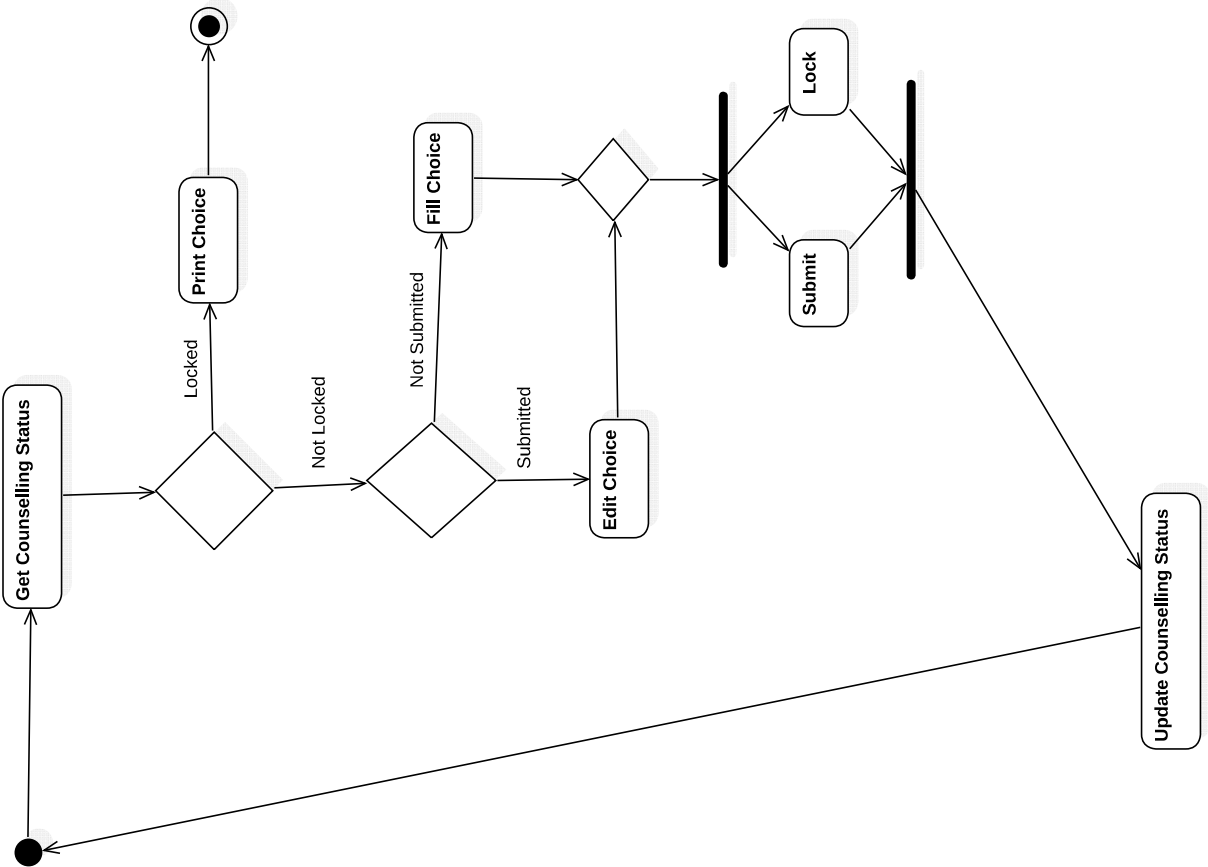 Get Counselling Status
Locked
Print Choice
Not Locked
Not Submitted
Fill Choice
Submitted
Edit Choice
Submit
Lock
Update Counselling Status